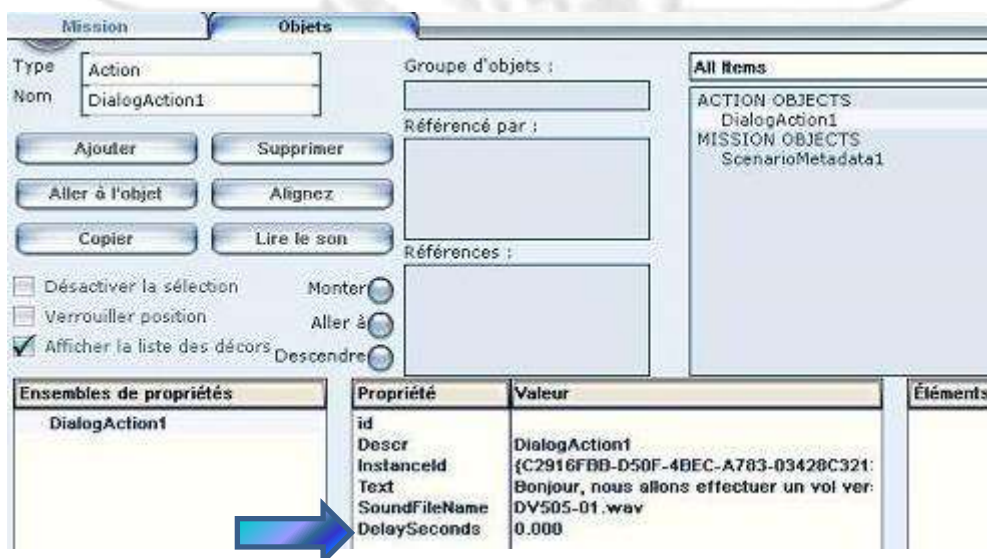 Mission
Objets
Type
Action
Nom
DialogAction1
Ajouter
Supprimer
Aller à l'objet
Alignez
Copier
Lire le son
Désactiver la sélection
Verrouiller position
Afficher la liste des décors
Monter
Aller à
Descendre
Groupe d'objets :
Référencé par :
Références :
All Items
ACTION OBJECTS
DialogAction1
MISSION OBJECTS
ScenarioMetadata1
Ensembles de propriétés
DialogAction1
Propriété
Valeur
id
Descr
DialogAction1
InstanceId
{C2916FBB-D50F-4BEC-A783-03428C321
Text
Bonjour, nous allons effectuer un vol ver
SoundFileName
DV505-01.wav
DelaySeconds
0.000
Éléments